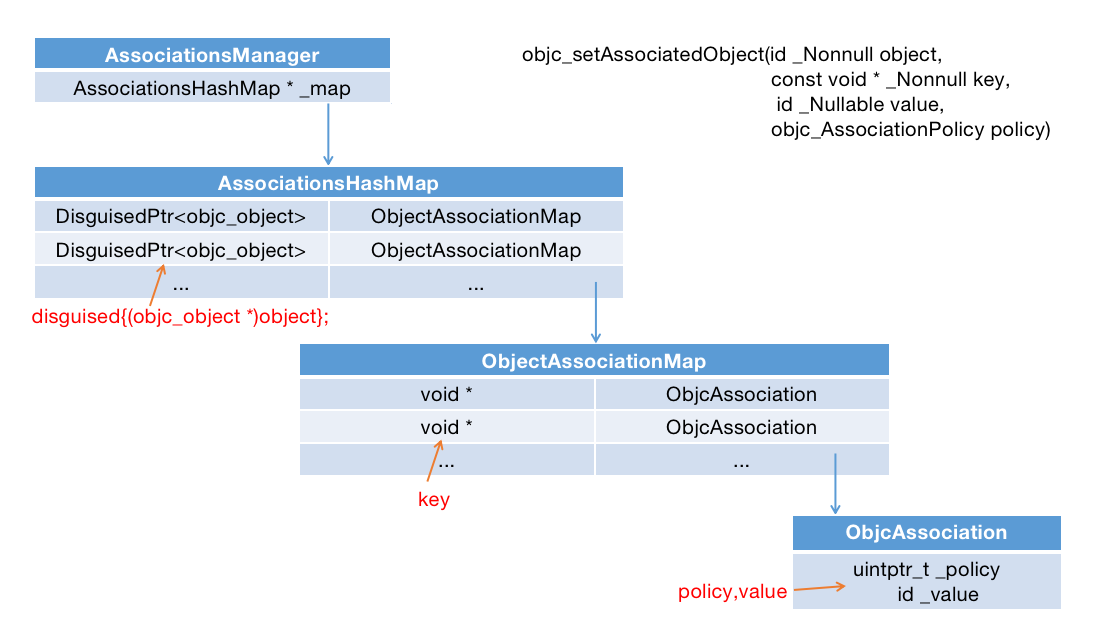 AssociationsManager
AssociationsHashMap * _map
objc_setAssociatedObject(id _Nonnull object,
const void * _Nonnull key,
id _Nullable value,
objc_AssociationPolicy policy)
AssociationsHashMap
DisguisedPtr<objc_object> ObjectAssociationMap
DisguisedPtr<objc_object> ObjectAssociationMap
... ...
disguised{(objc_object *)object};
ObjectAssociationMap
void * ObjcAssociation
void * ObjcAssociation
... ...
key
ObjcAssociation
uintptr_t _policy
id _value
policy,value